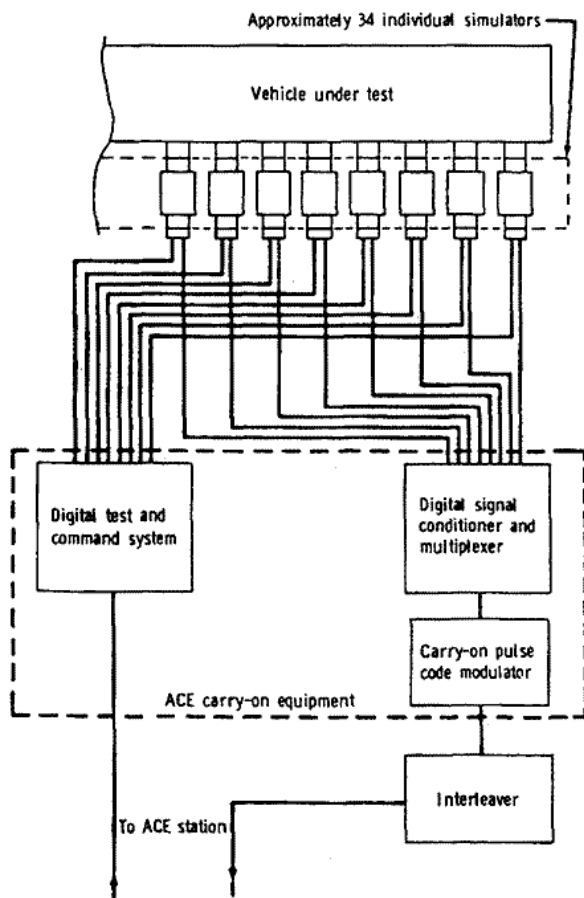 Approximately 34 individual simulators
Vehicle under test
Digital test and
command system
Digital signal
conditioner and
multiplexer
Carry-on pulse
code modulator
ACE carry-on equipment
Interleaver
To ACE station